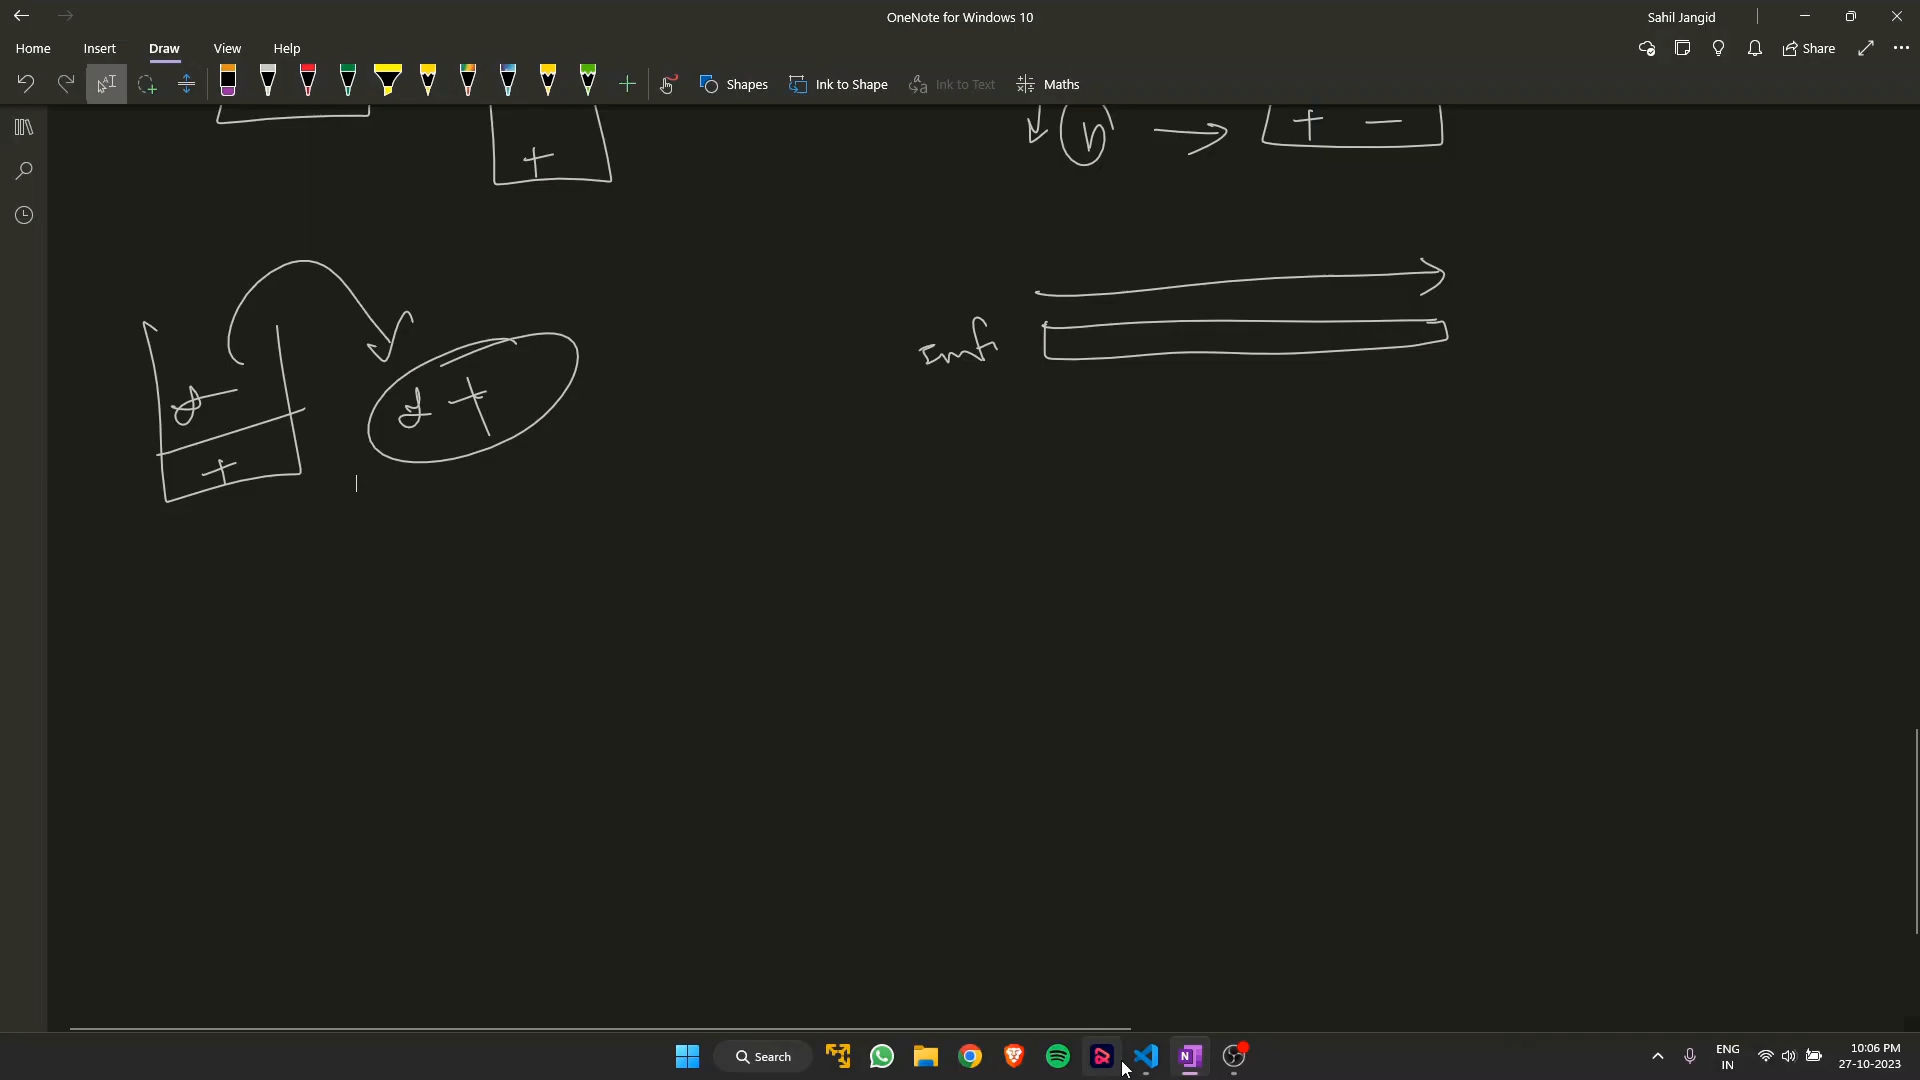 OneNote for Windows 10
Sahil Jangid
Home Insert Draw View Help
Share
Shapes
Ink to Shape
Ink to Text
Maths
+
+ −
+
+
+
Search
ENG
IN
10:06 PM
27-10-2023